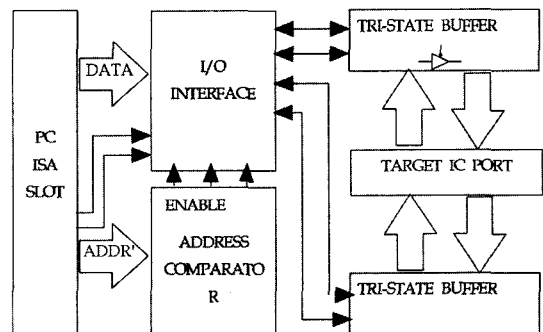 PC
ISA
SLOT
DATA
ADDR'
I/O
INTERFACE
ENABLE
ADDRESS
COMPARATO
R
TRI-STATE BUFFER
TARGET IC PORT
TRI-STATE BUFFER